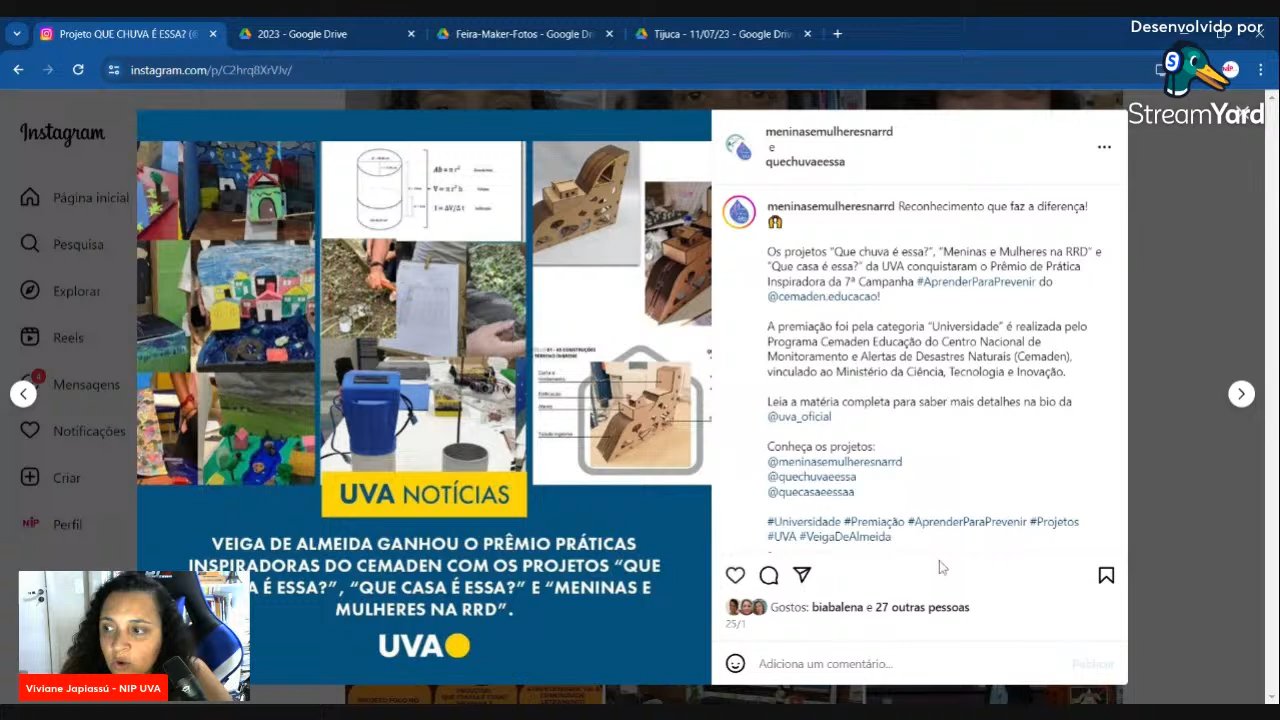 Projeto QUE CHUVA É ESSA? (
2023 - Google Drive
Feira-Maker-Fotos - Google D
Tijuca - 11/07/23 - Google Driv
Desenvolvido por
StreamYard
instagram.com/p/C2hrq8XrVJv/
Instagram
Página inicial
Pesquisa
Explorar
Reels
4
Mensagens
Notificações
Criar
NIP
Perfil
UVA NOTÍCIAS
VEIGA DE ALMEIDA GANHOU O PRÊMIO PRÁTICAS
INSPIRADORAS DO CEMADEN COM OS PROJETOS “QUE
A É ESSA?”, “QUE CASA É ESSA?” E “MENINAS E
MULHERES NA RRD”.
UVA
Viviane Japiassú - NIP UVA
meninasemulheresnarrd
e
quechuvaeessa
meninasemulheresnarrd Reconhecimento que faz a diferença!
Os projetos “Que chuva é essa?”, “Meninas e Mulheres na RRD” e
“Que casa é essa?” da UVA conquistaram o Prêmio de Prática
Inspiradora da 7ª Campanha #AprenderParaPrevenir do
@cemaden.educacao!
A premiação foi pela categoria “Universidade” é realizada pelo
Programa Cemaden Educação do Centro Nacional de
Monitoramento e Alertas de Desastres Naturais (Cemaden),
vinculado ao Ministério da Ciência, Tecnologia e Inovação.
Leia a matéria completa para saber mais detalhes na bio da
@uva_oficial
Conheça os projetos:
@meninasemulheresnarrd
@quechuvaeessa
@quecasaeessaa
#Universidade #Premiação #AprenderParaPrevenir #Projetos
#UVA #VeigaDeAlmeida
Gostos: biabalena e 27 outras pessoas
25/1
Adiciona um comentário...
Publicar